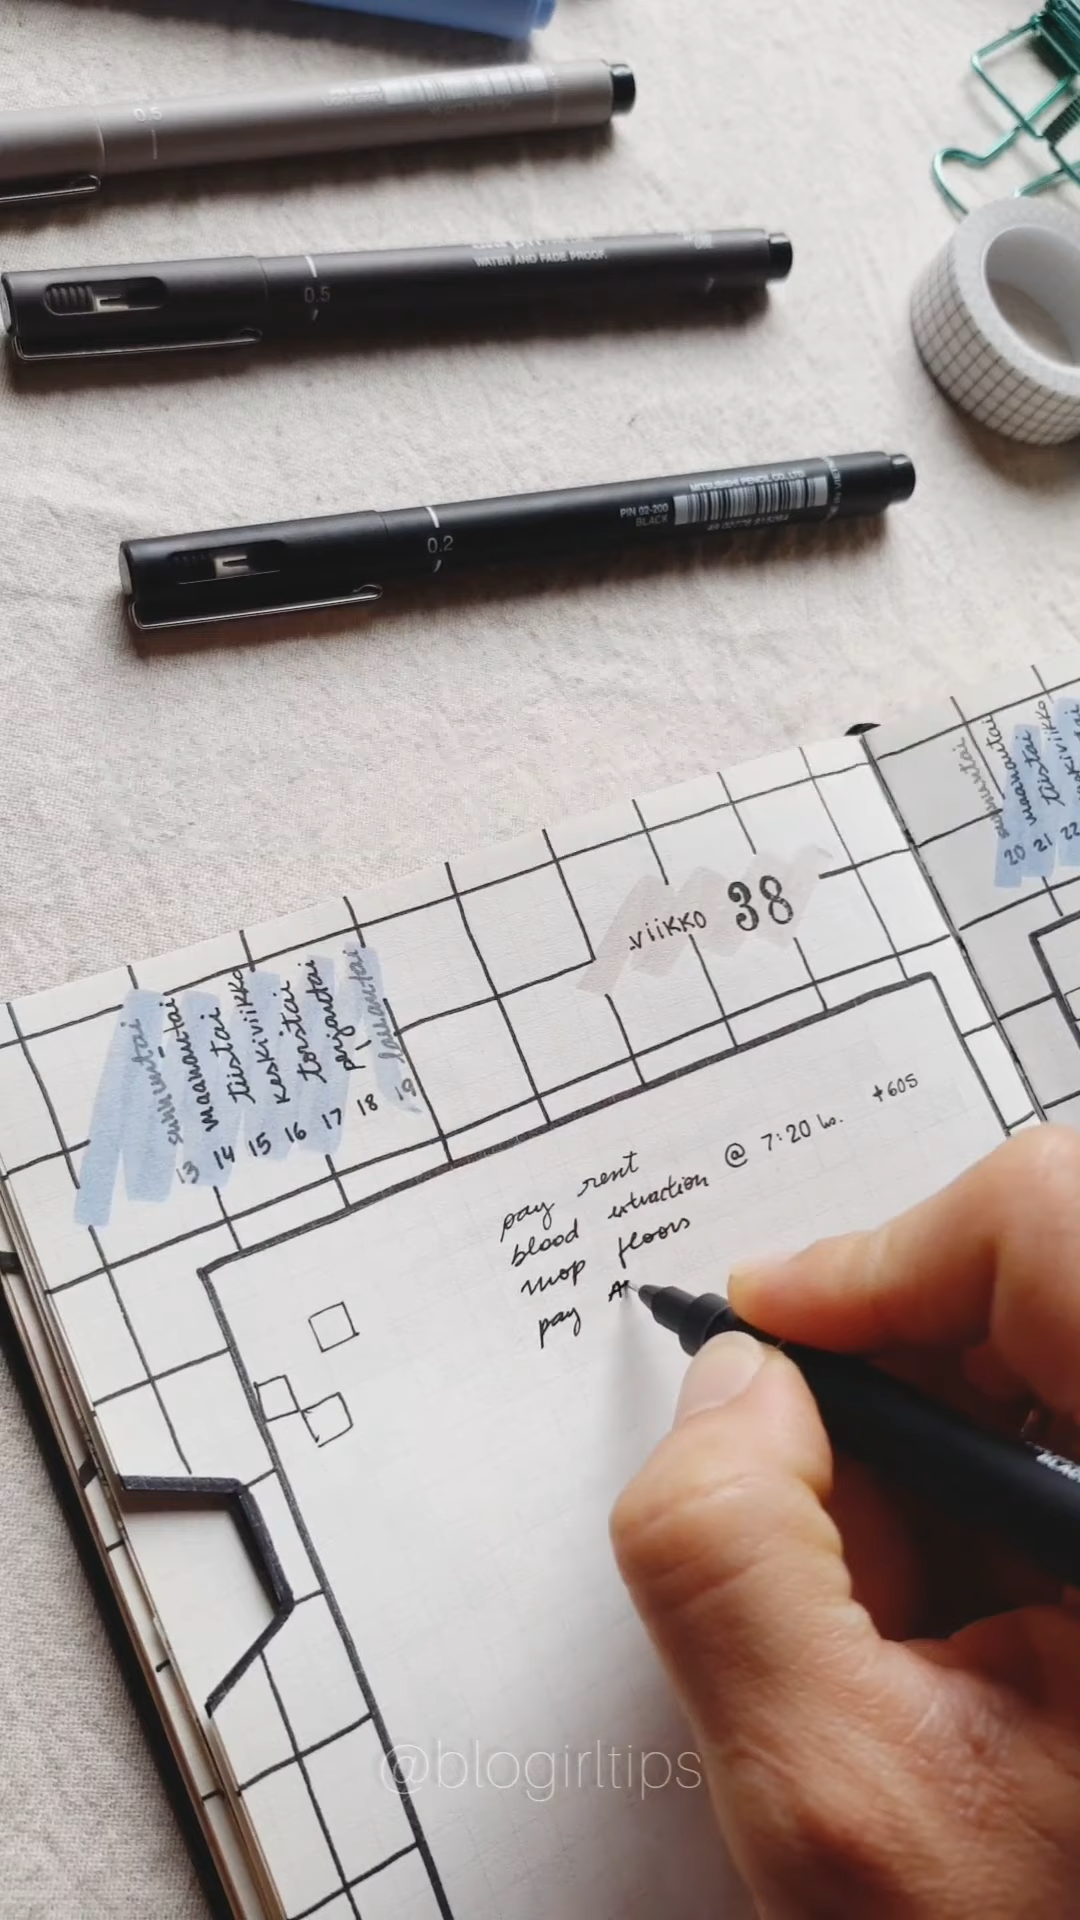 0.5
0.5
WATER AND FADE PROOF.
0.2
PIN 02-200
BLACK
MITSUBISHI PENCIL CO., LTD
viikko 38
13 sunnuntai
14 maanantai
15 tiistai
16 keskiviikko
17 torstai
18 perjantai
19 lauantai
sunnuntai
20 maanantai
21 tiistai
22 keskiviikko
pay rent
blood extraction @ 7:20 hs. +605
mop floors
pay A
@blogirltips